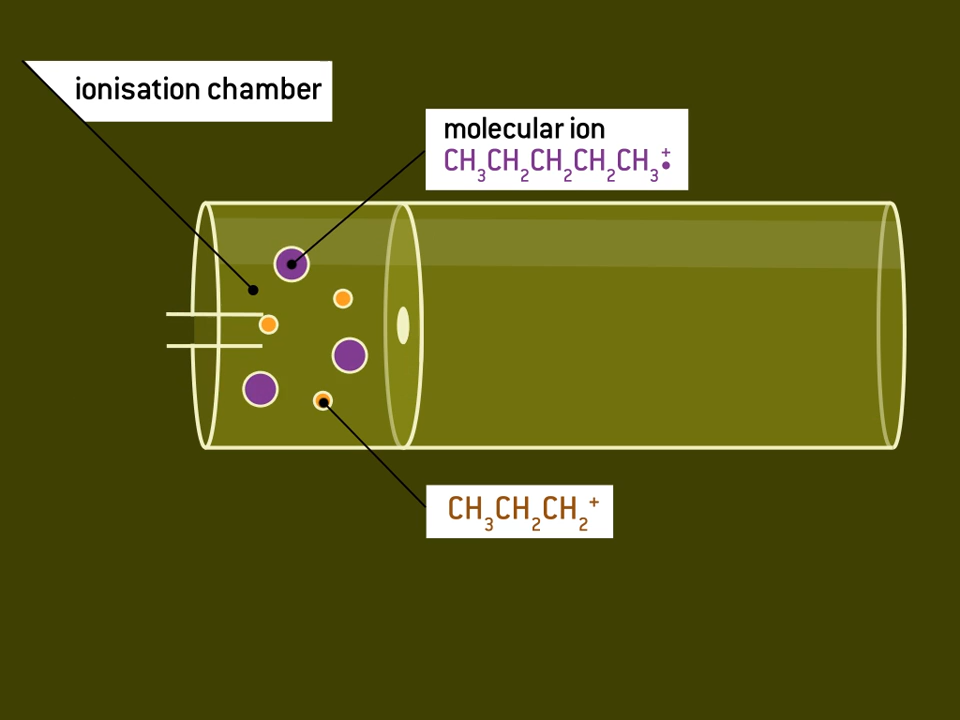 ionisation chamber
molecular ion
CH₃CH₂CH₂CH₂CH₃⁺•
CH₃CH₂CH₂⁺